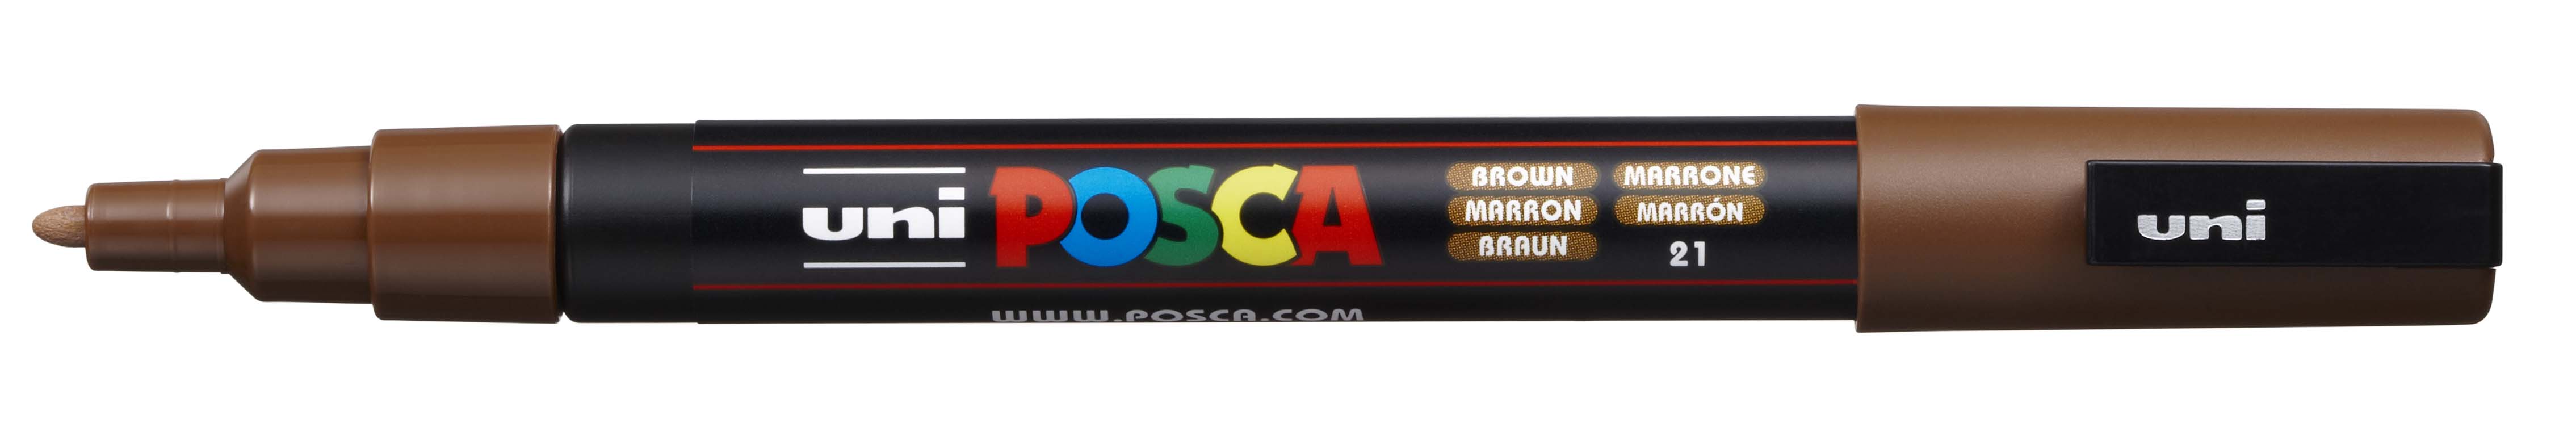 uni POSCA
BROWN MARRONE
MARRON MARRÓN
BRAUN 21
WWW.POSCA.COM
uni